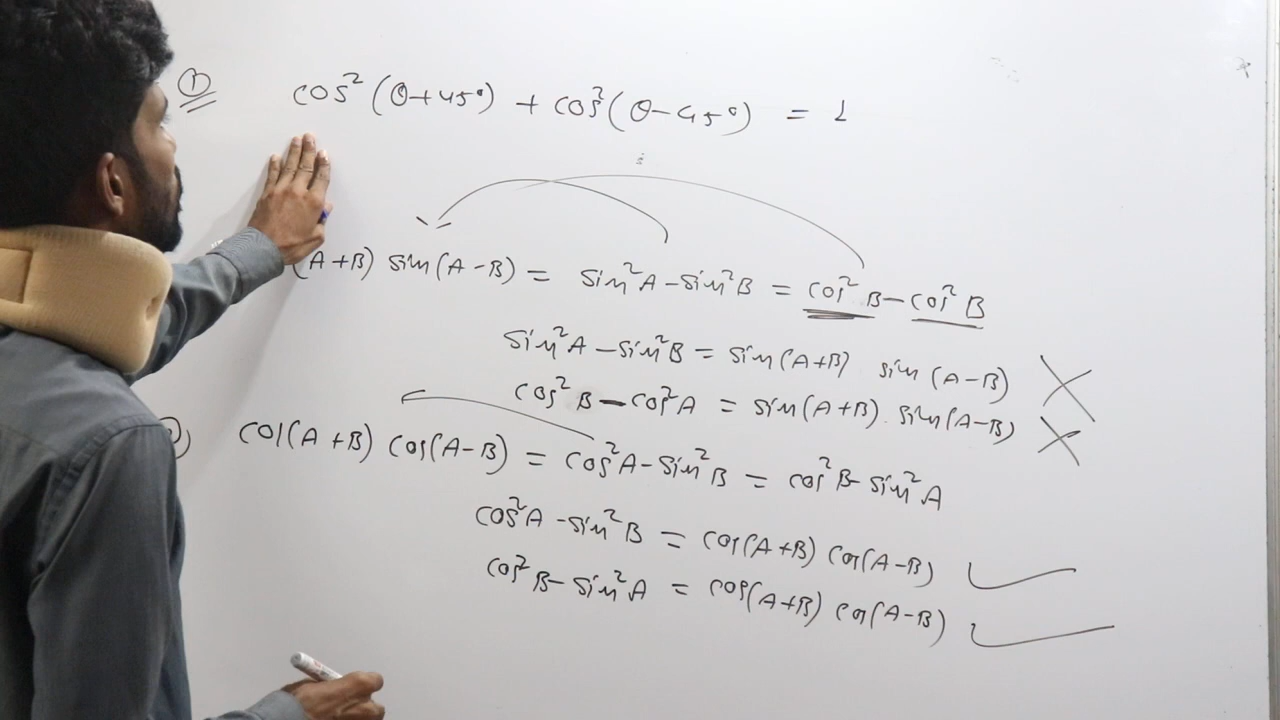 ① cos² (θ+45°) + cos² (θ-45°) = 1
(A+B) sin(A-B) = sin²A - sin²B = cos²B - cos²B
sin²A - sin²B = sin(A+B) sin(A-B)
cos²B - cos²A = sin(A+B). sin(A-B)
) cos(A+B) cos(A-B) = cos²A - sin²B = cos²B - sin²A
cos²A - sin²B = cos(A+B) cos(A-B)
cos²B - sin²A = cos(A+B) cos(A-B)